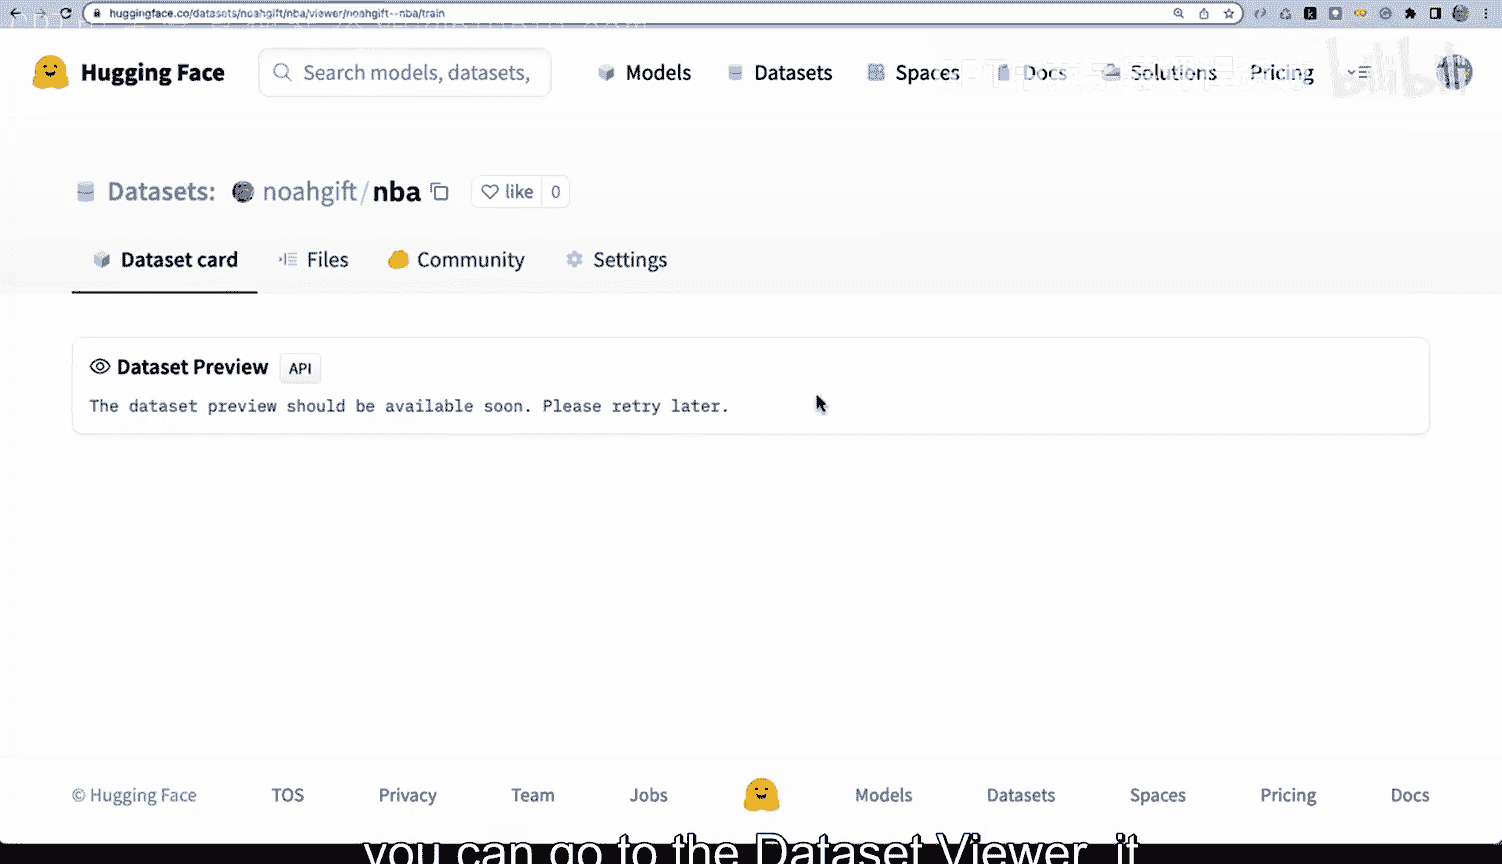 huggingface.co/datasets/noahgift/nba/viewer/noahgift--nba/train
Hugging Face
Search models, datasets,
Models
Datasets
Spaces
Docs
Solutions
Pricing
bilibili
Datasets: noahgift/nba
like 0
Dataset card
Files
Community
Settings
Dataset Preview API
The dataset preview should be available soon. Please retry later.
© Hugging Face
TOS
Privacy
Team
Jobs
Models
Datasets
Spaces
Pricing
Docs
you can go to the Dataset Viewer, it